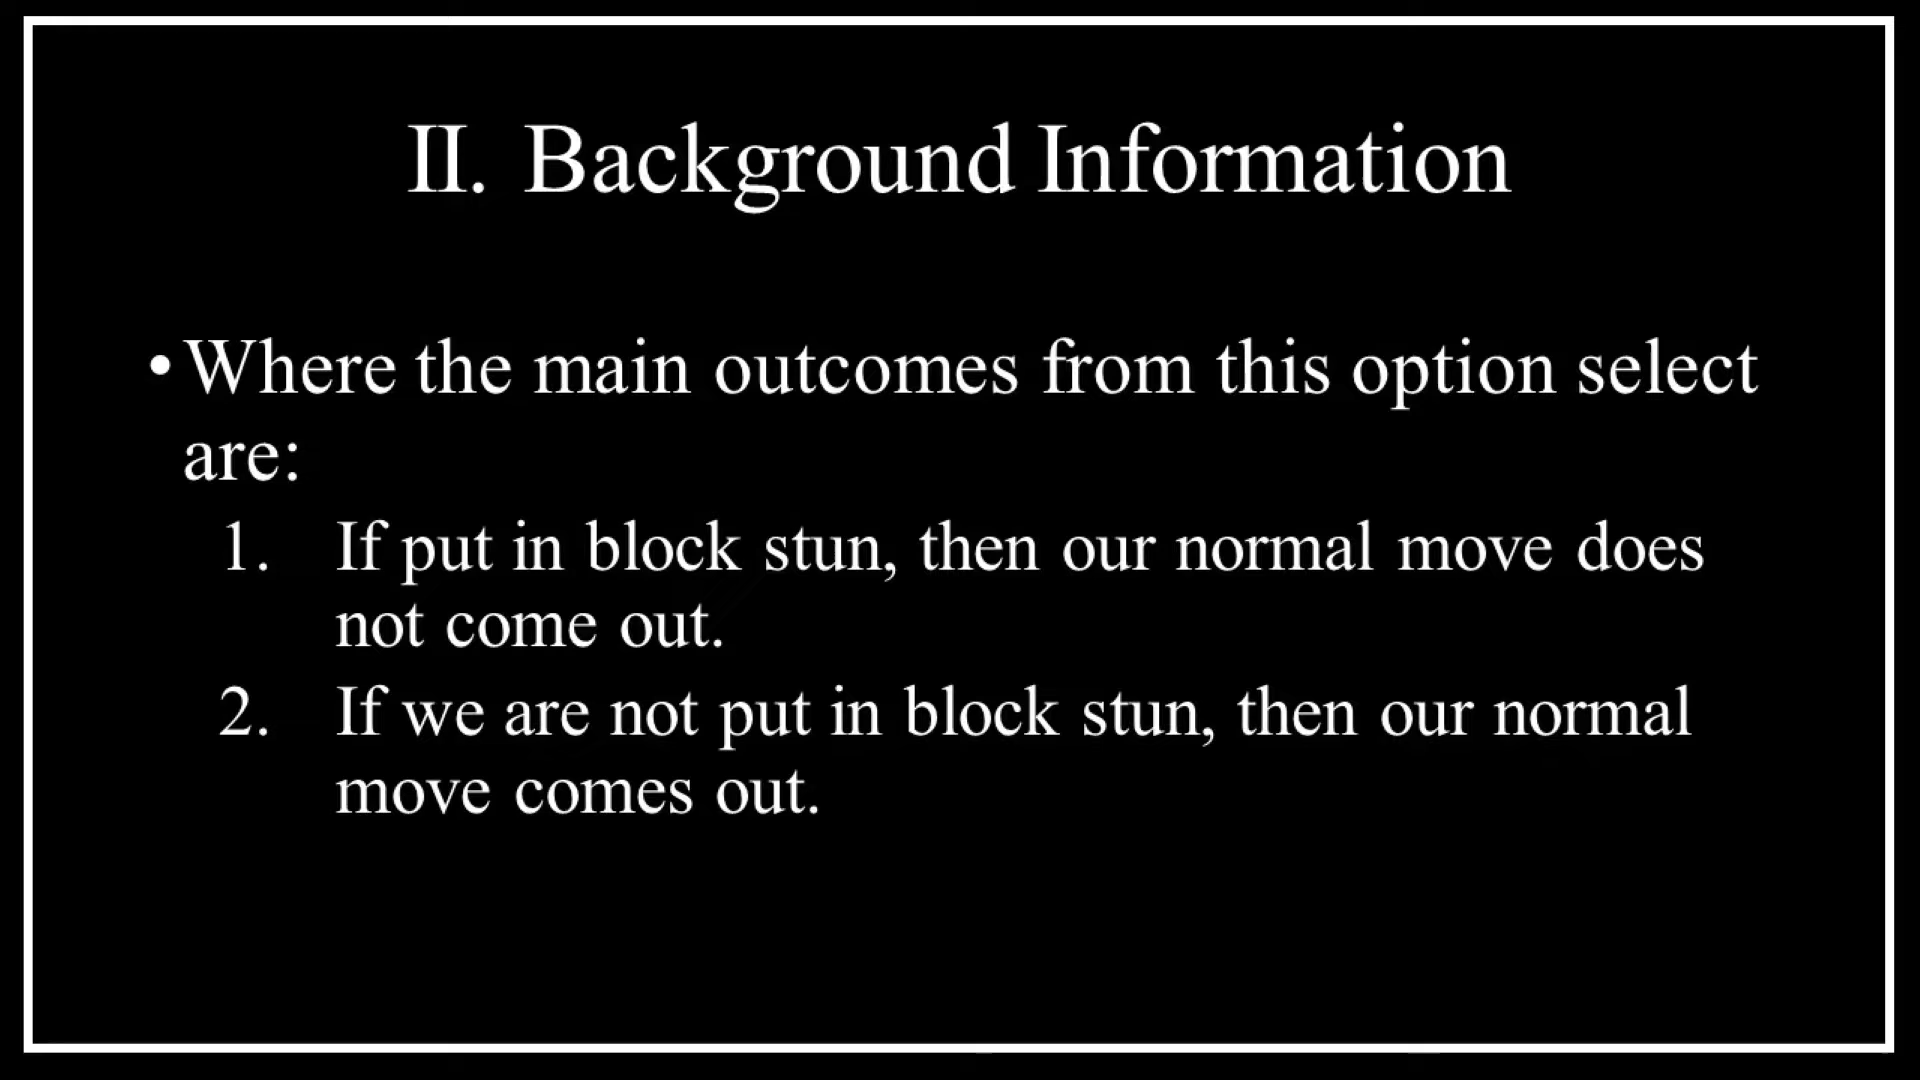 II. Background Information
• Where the main outcomes from this option select
are:
1. If put in block stun, then our normal move does
not come out.
2. If we are not put in block stun, then our normal
move comes out.